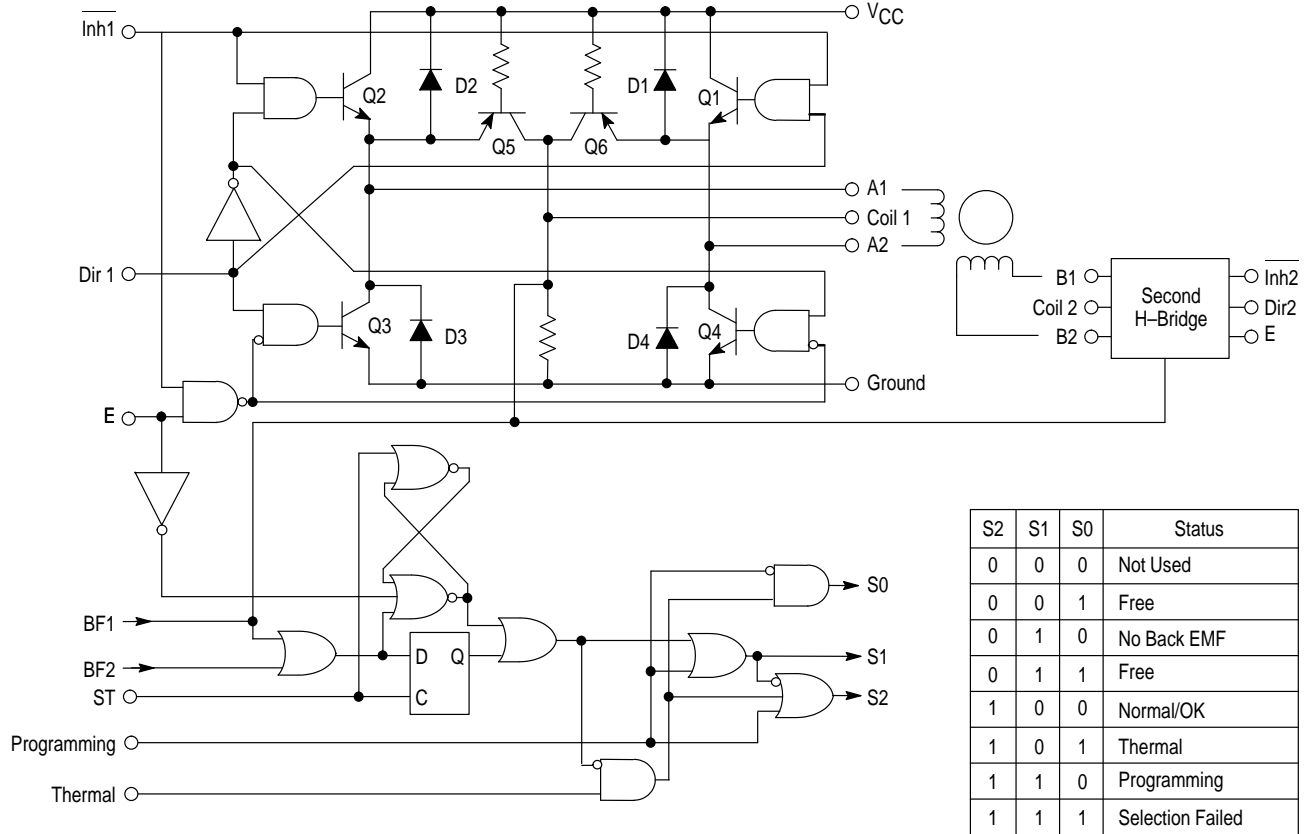 Inh1
VCC
D2
D1
Q2
Q1
Q5
Q6
A1
Coil 1
A2
Dir 1
B1
Inh2
Coil 2
Second
H–Bridge
Dir2
B2
E
Q3
D3
D4
Q4
Ground
E
S2 S1 S0 Status
0 0 0 Not Used
0 0 1 Free
0 1 0 No Back EMF
0 1 1 Free
1 0 0 Normal/OK
1 0 1 Thermal
1 1 0 Programming
1 1 1 Selection Failed
S0
BF1
BF2
D Q
C
S1
ST
S2
Programming
Thermal